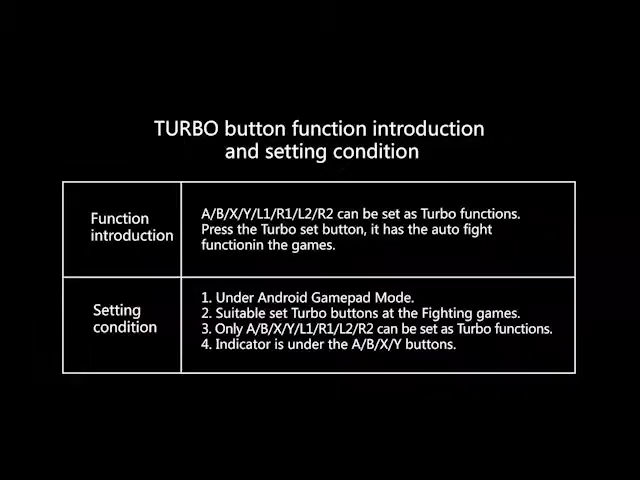 TURBO button function introduction
and setting condition
Function
introduction
A/B/X/Y/L1/R1/L2/R2 can be set as Turbo functions.
Press the Turbo set button, it has the auto fight
functionin the games.
Setting
condition
1. Under Android Gamepad Mode.
2. Suitable set Turbo buttons at the Fighting games.
3. Only A/B/X/Y/L1/R1/L2/R2 can be set as Turbo functions.
4. Indicator is under the A/B/X/Y buttons.